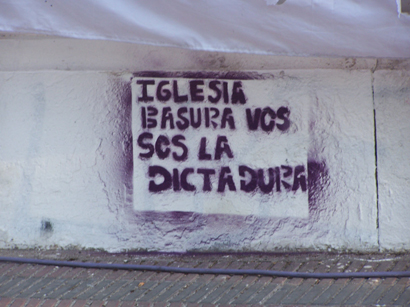 IGLESIA
BASURA VOS
SOS LA
DICTADURA